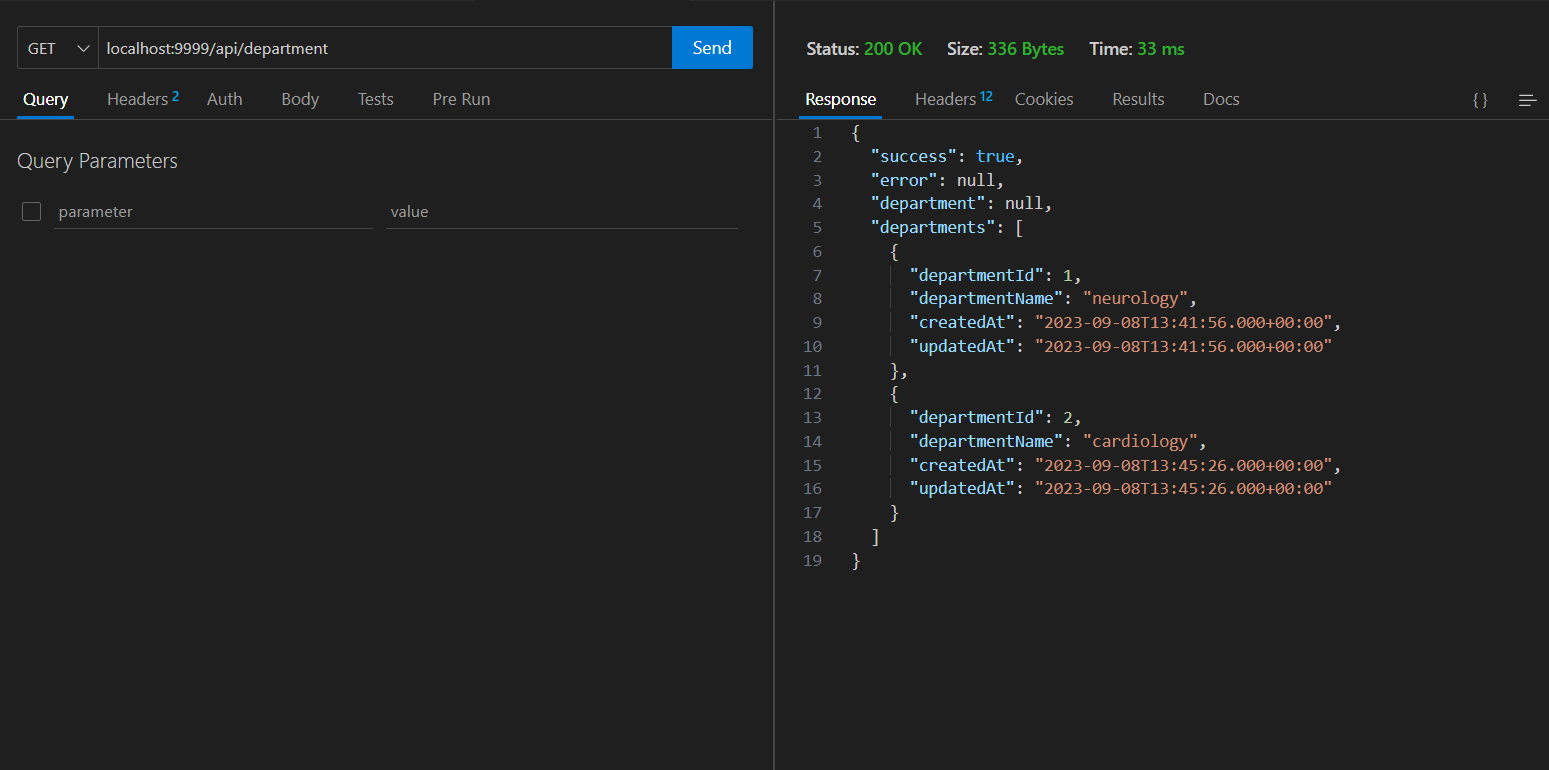 GET localhost:9999/api/department Send
Query Headers 2 Auth Body Tests Pre Run
Query Parameters
parameter value
Status: 200 OK Size: 336 Bytes Time: 33 ms
Response Headers 12 Cookies Results Docs { }
1 {
2 "success": true,
3 "error": null,
4 "department": null,
5 "departments": [
6 {
7 "departmentId": 1,
8 "departmentName": "neurology",
9 "createdAt": "2023-09-08T13:41:56.000+00:00",
10 "updatedAt": "2023-09-08T13:41:56.000+00:00"
11 },
12 {
13 "departmentId": 2,
14 "departmentName": "cardiology",
15 "createdAt": "2023-09-08T13:45:26.000+00:00",
16 "updatedAt": "2023-09-08T13:45:26.000+00:00"
17 }
18 ]
19 }